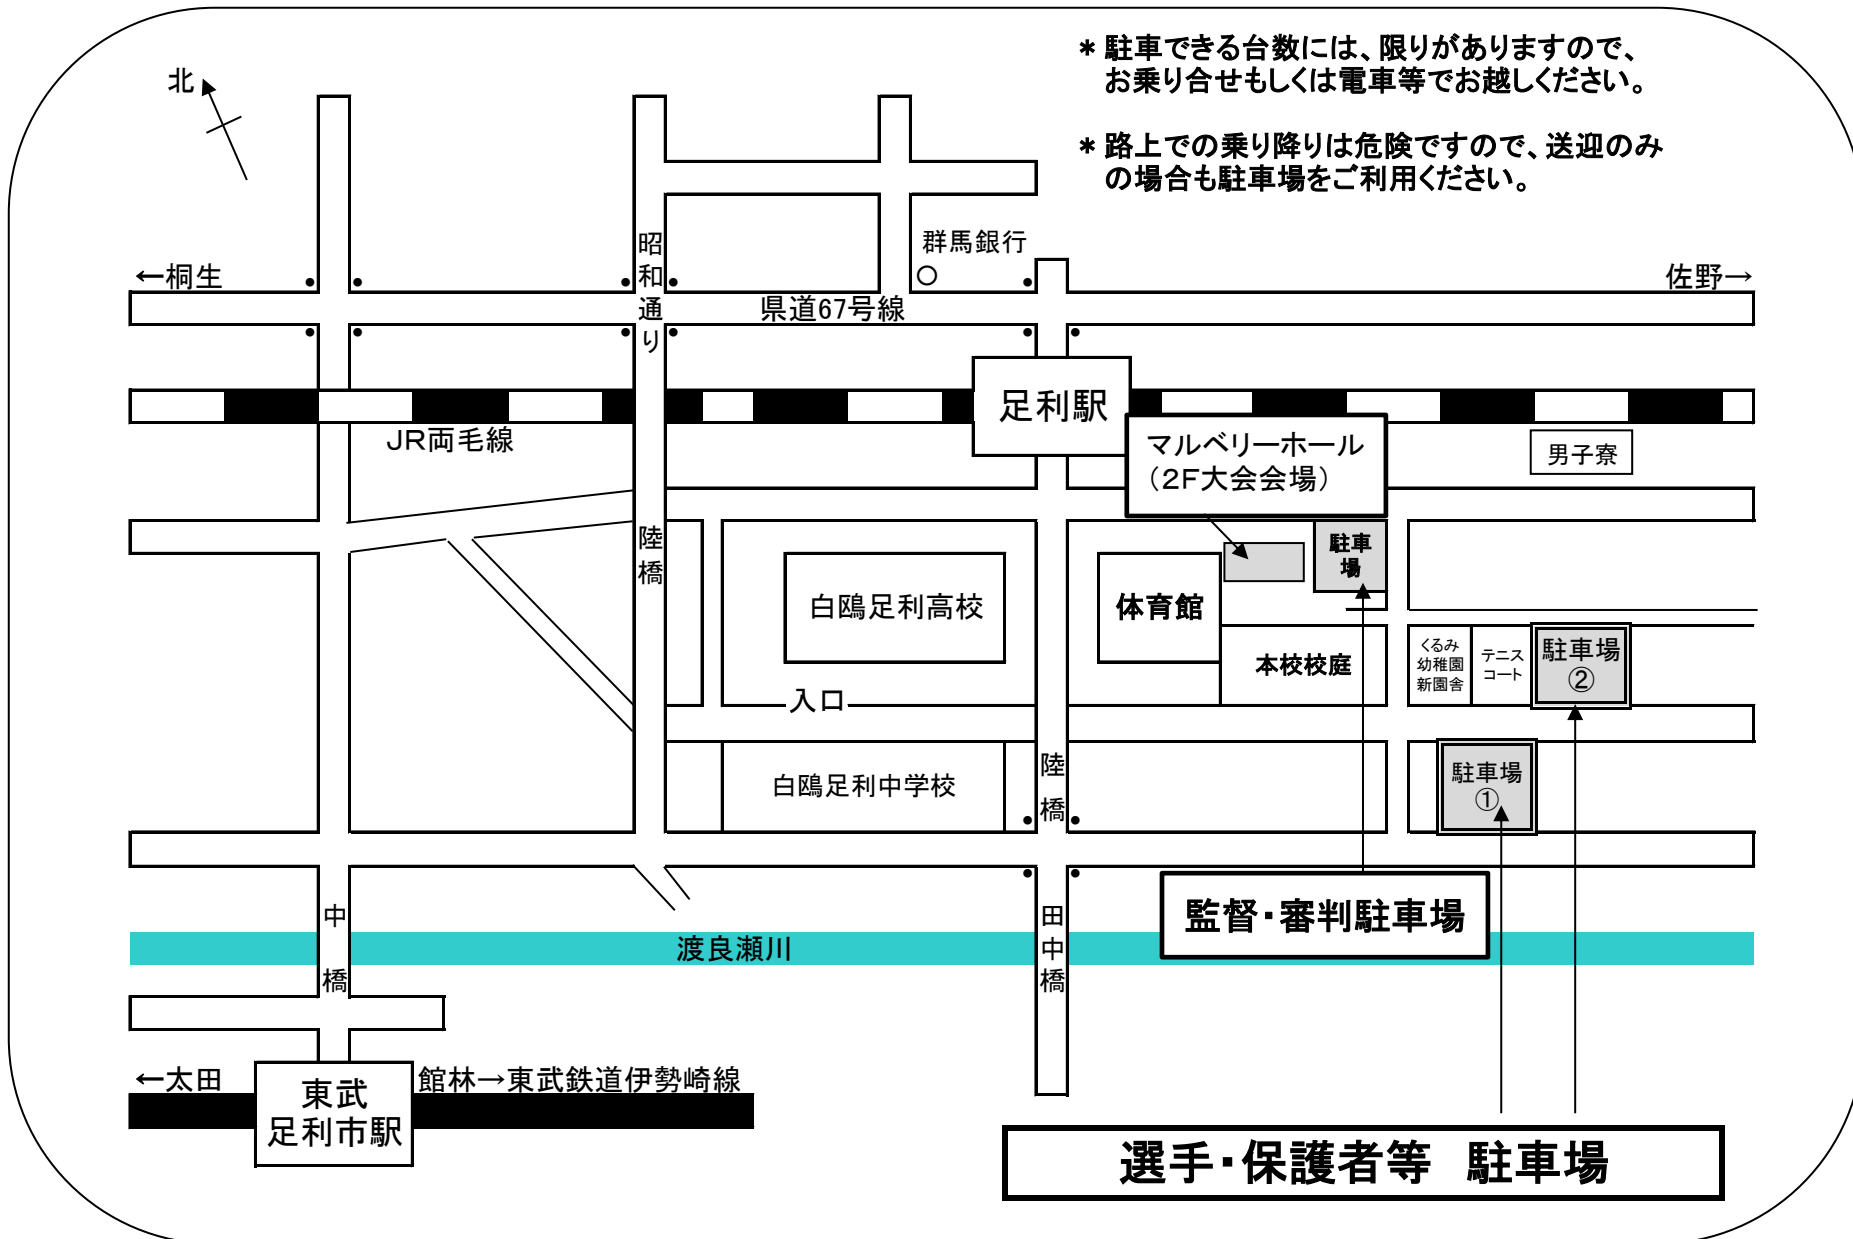 ＊駐車できる台数には、限りがありますので、
お乗り合せもしくは電車等でお越しください。
＊路上での乗り降りは危険ですので、送迎のみ
の場合も駐車場をご利用ください。
北
群馬銀行
←桐生
昭和通り
佐野→
県道67号線
足利駅
JR両毛線
マルベリーホール
（２F大会会場）
男子寮
陸橋
駐車
場
白鴎足利高校
体育館
本校校庭
くるみ
幼稚園
新園舎
テニス
コート
駐車場
②
入口
白鴎足利中学校
陸橋
駐車場
①
中橋
田中橋
監督・審判駐車場
渡良瀬川
←太田
東武
足利市駅
館林→東武鉄道伊勢崎線
選手・保護者等　駐車場